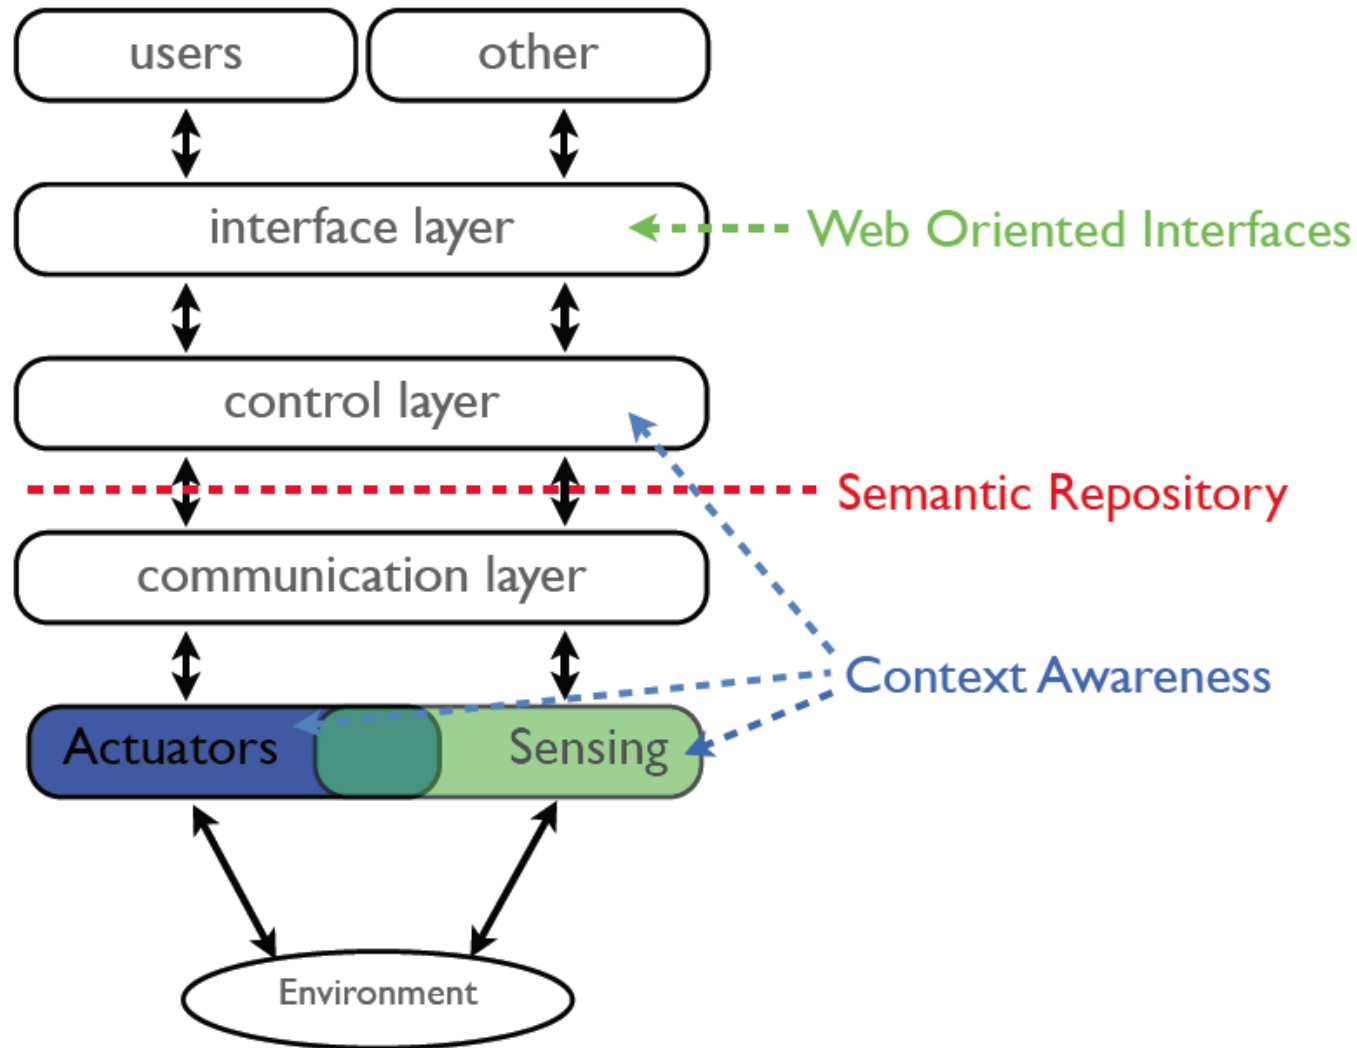 users
other
interface layer
Web Oriented Interfaces
control layer
Semantic Repository
communication layer
Context Awareness
Actuators
Sensing
Environment